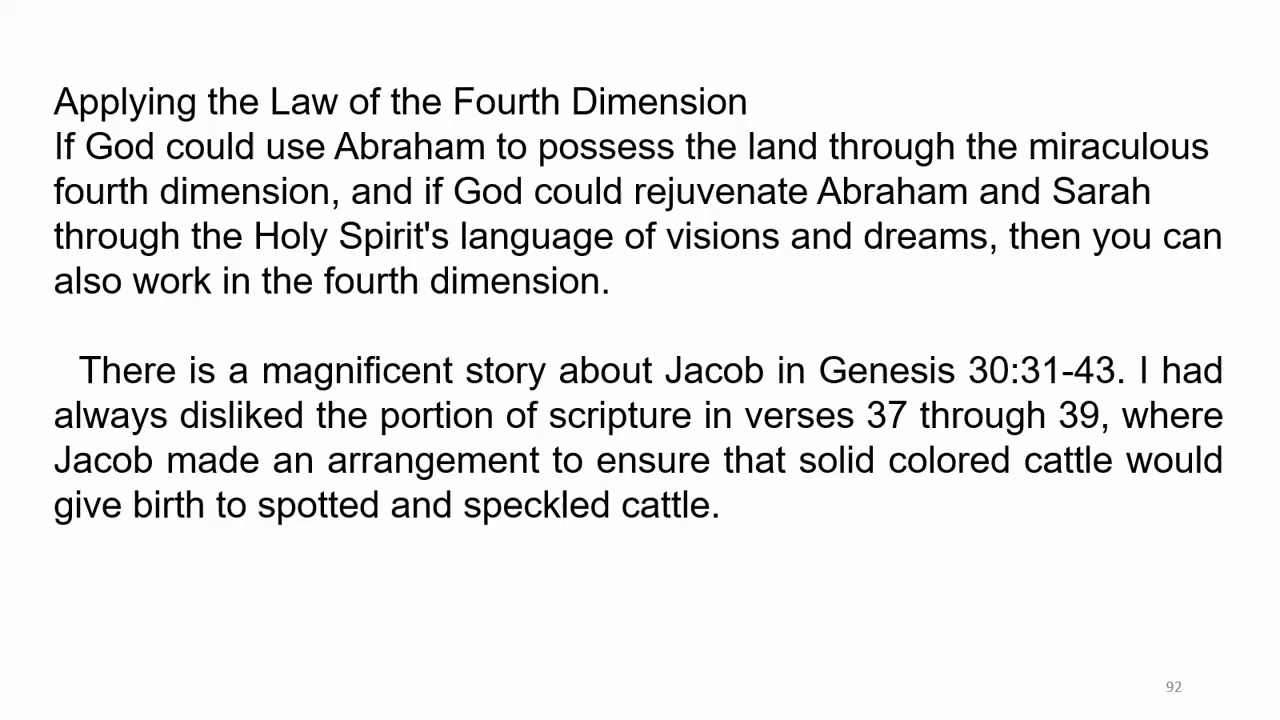 Applying the Law of the Fourth Dimension
If God could use Abraham to possess the land through the miraculous
fourth dimension, and if God could rejuvenate Abraham and Sarah
through the Holy Spirit's language of visions and dreams, then you can
also work in the fourth dimension.
There is a magnificent story about Jacob in Genesis 30:31-43. I had
always disliked the portion of scripture in verses 37 through 39, where
Jacob made an arrangement to ensure that solid colored cattle would
give birth to spotted and speckled cattle.
92